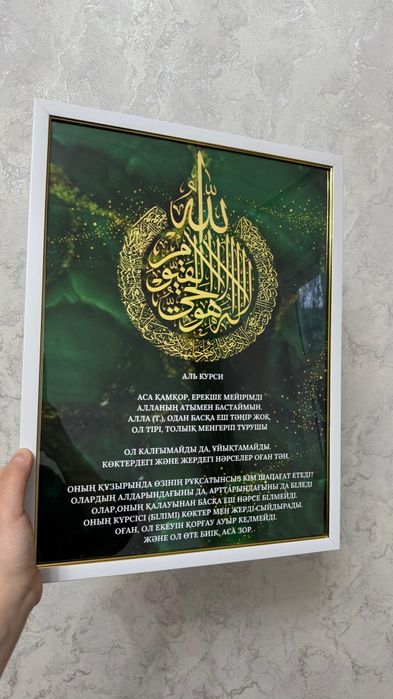 الله لا إله إلا هو الحي القيوم
АЛЬ КУРСИ
АСА ҚАМҚОР, ЕРЕКШЕ МЕЙІРІМДІ
АЛЛАНЫҢ АТЫМЕН БАСТАЙМЫН.
АЛЛА (Т.), ОДАН БАСҚА ЕШ ТӘҢІР ЖОҚ,
ОЛ ТІРІ, ТОЛЫҚ МЕҢГЕРІП ТҰРУШЫ
ОЛ ҚАЛҒЫМАЙДЫ ДА, ҰЙЫҚТАМАЙДЫ.
КӨКТЕРДЕГІ ЖӘНЕ ЖЕРДЕГІ НӘРСЕЛЕР ОҒАН ТӘН.
ОНЫҢ ҚҰЗЫРЫНДА ӨЗІНІҢ РҰҚСАТЫНСЫЗ КІМ ШАПАҒАТ ЕТЕДІ?
ОЛАРДЫҢ АЛДАРЫНДАҒЫНЫ ДА, АРТТАРЫНДАҒЫНЫ ДА БІЛЕДІ
ОЛАР,ОНЫҢ ҚАЛАУЫНАН БАСҚА ЕШ НӘРСЕ БІЛМЕЙДІ.
ОНЫҢ КҮРСІСІ (БІЛІМІ) КӨКТЕР МЕН ЖЕРДІ СЫЙДЫРАДЫ.
ОҒАН, ОЛ ЕКЕУІН ҚОРҒАУ АУЫР КЕЛМЕЙДІ.
ЖӘНЕ ОЛ ӨТЕ БИІК, АСА ЗОР.